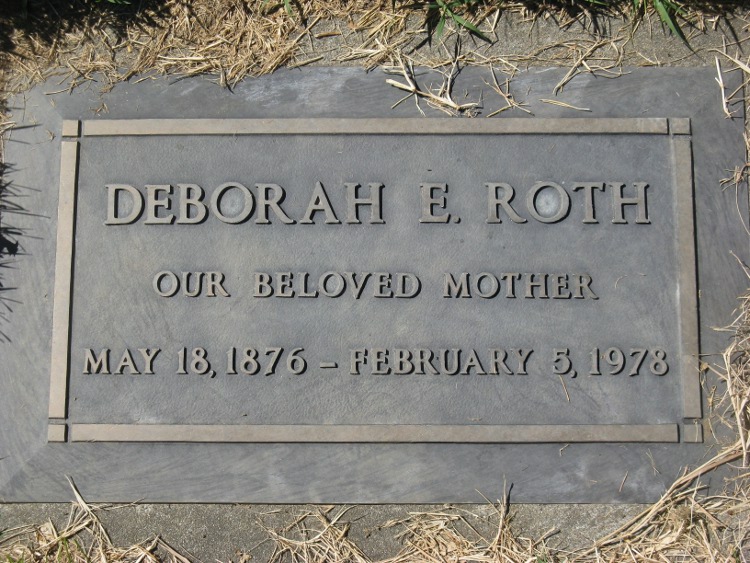 DEBORAH E. ROTH
OUR BELOVED MOTHER
MAY 18, 1876 – FEBRUARY 5, 1978